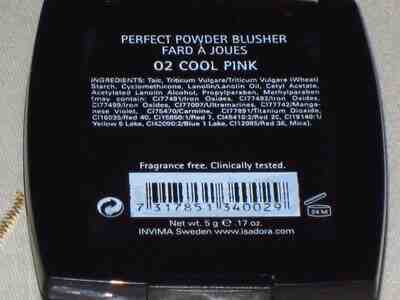 PERFECT POWDER BLUSHER
FARD À JOUES
02 COOL PINK
INGREDIENTS: Talc, Triticum Vulgare/Triticum Vulgare (Wheat)
Starch, Cyclomethicone, Lanolin/Lanolin Oil, Cetyl Acetate,
Acetylated Lanolin Alcohol, Propylparaben, Methylparaben
(may contain: CI77491/Iron Oxides, CI77492/Iron Oxides,
CI77499/Iron Oxides, CI77007/Ultramarines, CI77742/Manga-
nese Violet, CI75470/Carmine, CI77891/Titanium Dioxide,
CI16035/Red 40, CI15850:1/Red 7, CI45410:2/Red 28, CI19140:1/
Yellow 5 Lake, CI42090:2/Blue 1 Lake, CI12085/Red 36, Mica).
Fragrance free. Clinically tested.
7 317851 340029
24 M
Net wt. 5 g e .17 oz.
INVIMA Sweden www.isadora.com